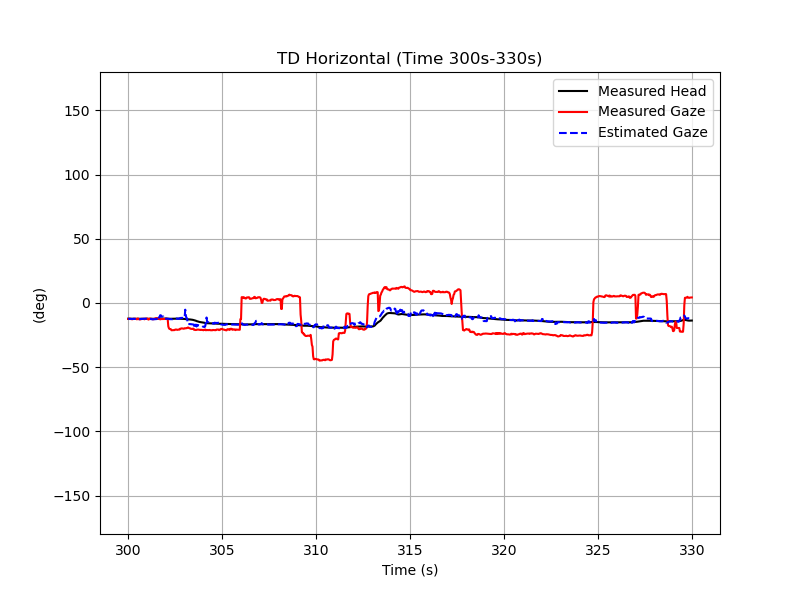 TD Horizontal (Time 300s-330s)
Measured Head
Measured Gaze
Estimated Gaze
150
100
50
0
−50
−100
−150
(deg)
300 305 310 315 320 325 330
Time (s)